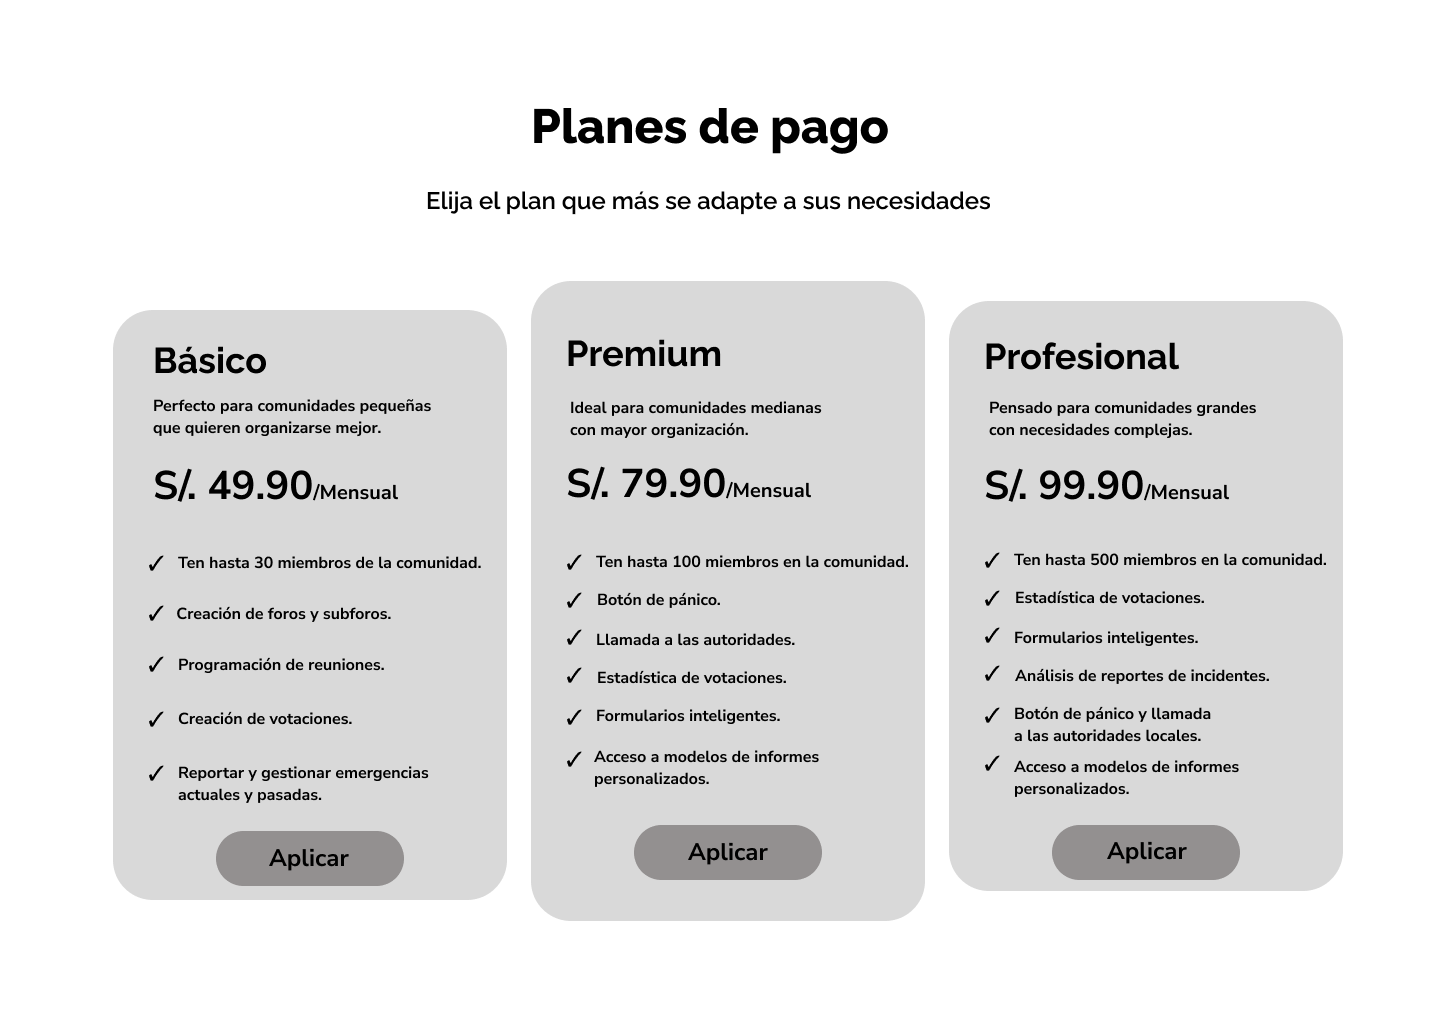 Planes de pago
Elija el plan que más se adapte a sus necesidades
Básico
Perfecto para comunidades pequeñas
que quieren organizarse mejor.
S/. 49.90/Mensual
✓ Ten hasta 30 miembros de la comunidad.
✓ Creación de foros y subforos.
✓ Programación de reuniones.
✓ Creación de votaciones.
✓ Reportar y gestionar emergencias
actuales y pasadas.
Aplicar
Premium
Ideal para comunidades medianas
con mayor organización.
S/. 79.90/Mensual
✓ Ten hasta 100 miembros en la comunidad.
✓ Botón de pánico.
✓ Llamada a las autoridades.
✓ Estadística de votaciones.
✓ Formularios inteligentes.
✓ Acceso a modelos de informes
personalizados.
Aplicar
Profesional
Pensado para comunidades grandes
con necesidades complejas.
S/. 99.90/Mensual
✓ Ten hasta 500 miembros en la comunidad.
✓ Estadística de votaciones.
✓ Formularios inteligentes.
✓ Análisis de reportes de incidentes.
✓ Botón de pánico y llamada
a las autoridades locales.
✓ Acceso a modelos de informes
personalizados.
Aplicar